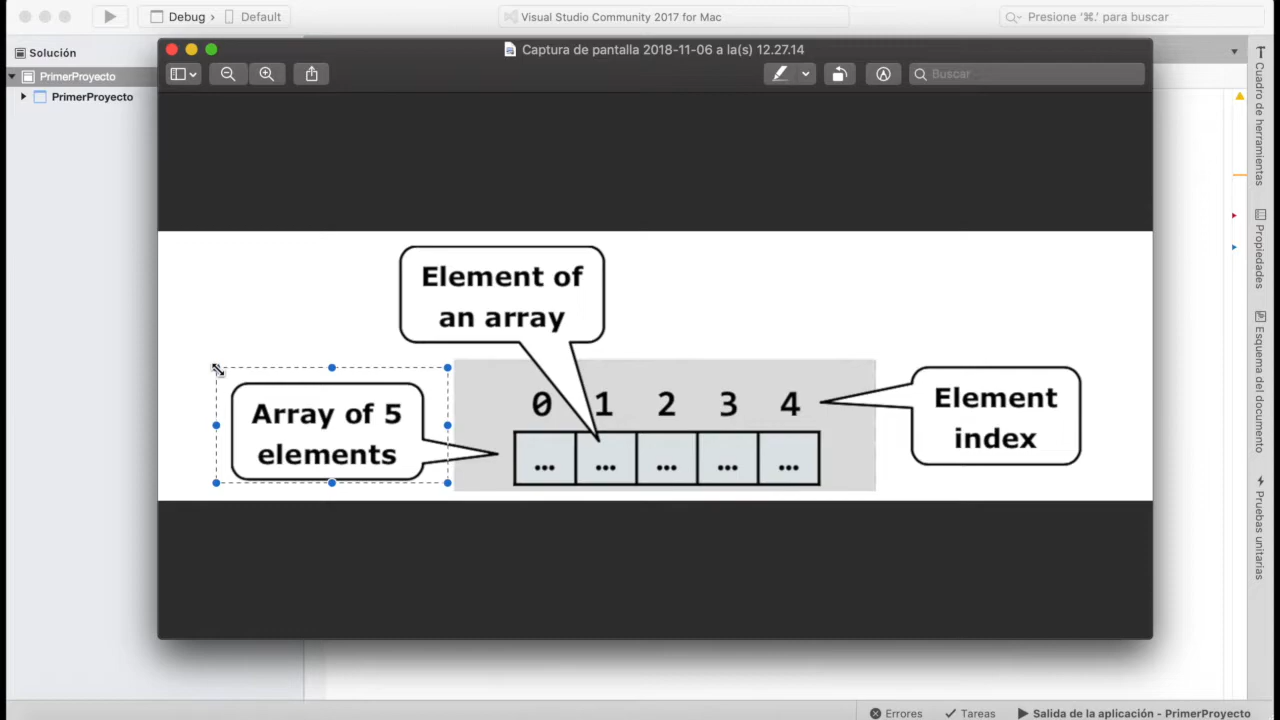 Debug
Default
Visual Studio Community 2017 for Mac
Presione '⌘.' para buscar
Solución
PrimerProyecto
PrimerProyecto
Captura de pantalla 2018-11-06 a la(s) 12.27.14
Buscar
Element of
an array
Array of 5
elements
0 1 2 3 4
... ... ... ... ...
Element
index
Cuadro de herramientas
Propiedades
Esquema del documento
Pruebas unitarias
Errores
Tareas
Salida de la aplicación - PrimerProyecto